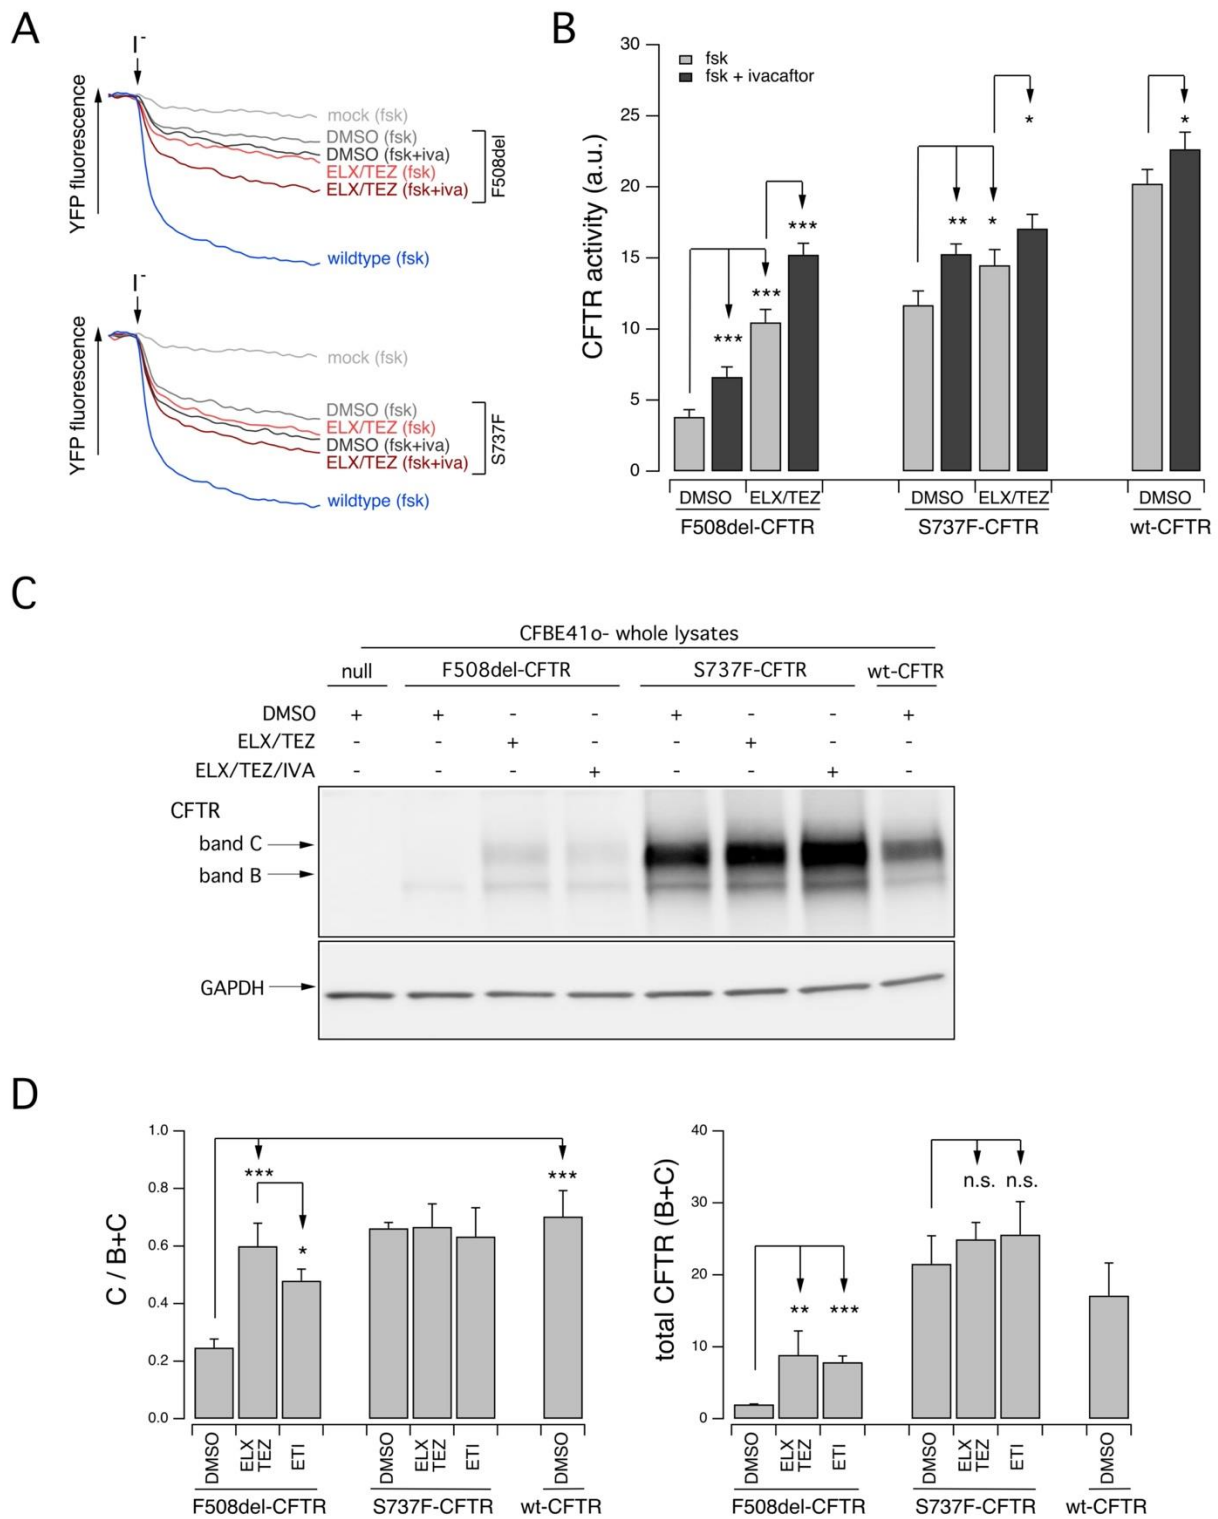 A
I-
YFP fluorescence
mock (fsk)
DMSO (fsk)
DMSO (fsk+iva)
ELX/TEZ (fsk)
ELX/TEZ (fsk+iva)
F508del
wildtype (fsk)
I-
YFP fluorescence
mock (fsk)
DMSO (fsk)
ELX/TEZ (fsk)
DMSO (fsk+iva)
ELX/TEZ (fsk+iva)
S737F
wildtype (fsk)
B
CFTR activity (a.u.)
30
25
20
15
10
5
0
fsk
fsk + ivacaftor
***
***
***
**
*
*
*
DMSO ELX/TEZ DMSO ELX/TEZ DMSO
F508del-CFTR S737F-CFTR wt-CFTR
C
CFBE41o- whole lysates
null F508del-CFTR S737F-CFTR wt-CFTR
DMSO + + - - + - - +
ELX/TEZ - - + - - + - -
ELX/TEZ/IVA - - - + - - + -
CFTR
band C
band B
GAPDH
D
C / B+C
1.0
0.8
0.6
0.4
0.2
0.0
***
*
***
DMSO
ELX
TEZ
ETI
DMSO
ELX
TEZ
ETI
DMSO
F508del-CFTR S737F-CFTR wt-CFTR
total CFTR (B+C)
40
30
20
10
0
** ***
n.s. n.s.
DMSO
ELX
TEZ
ETI
DMSO
ELX
TEZ
ETI
DMSO
F508del-CFTR S737F-CFTR wt-CFTR